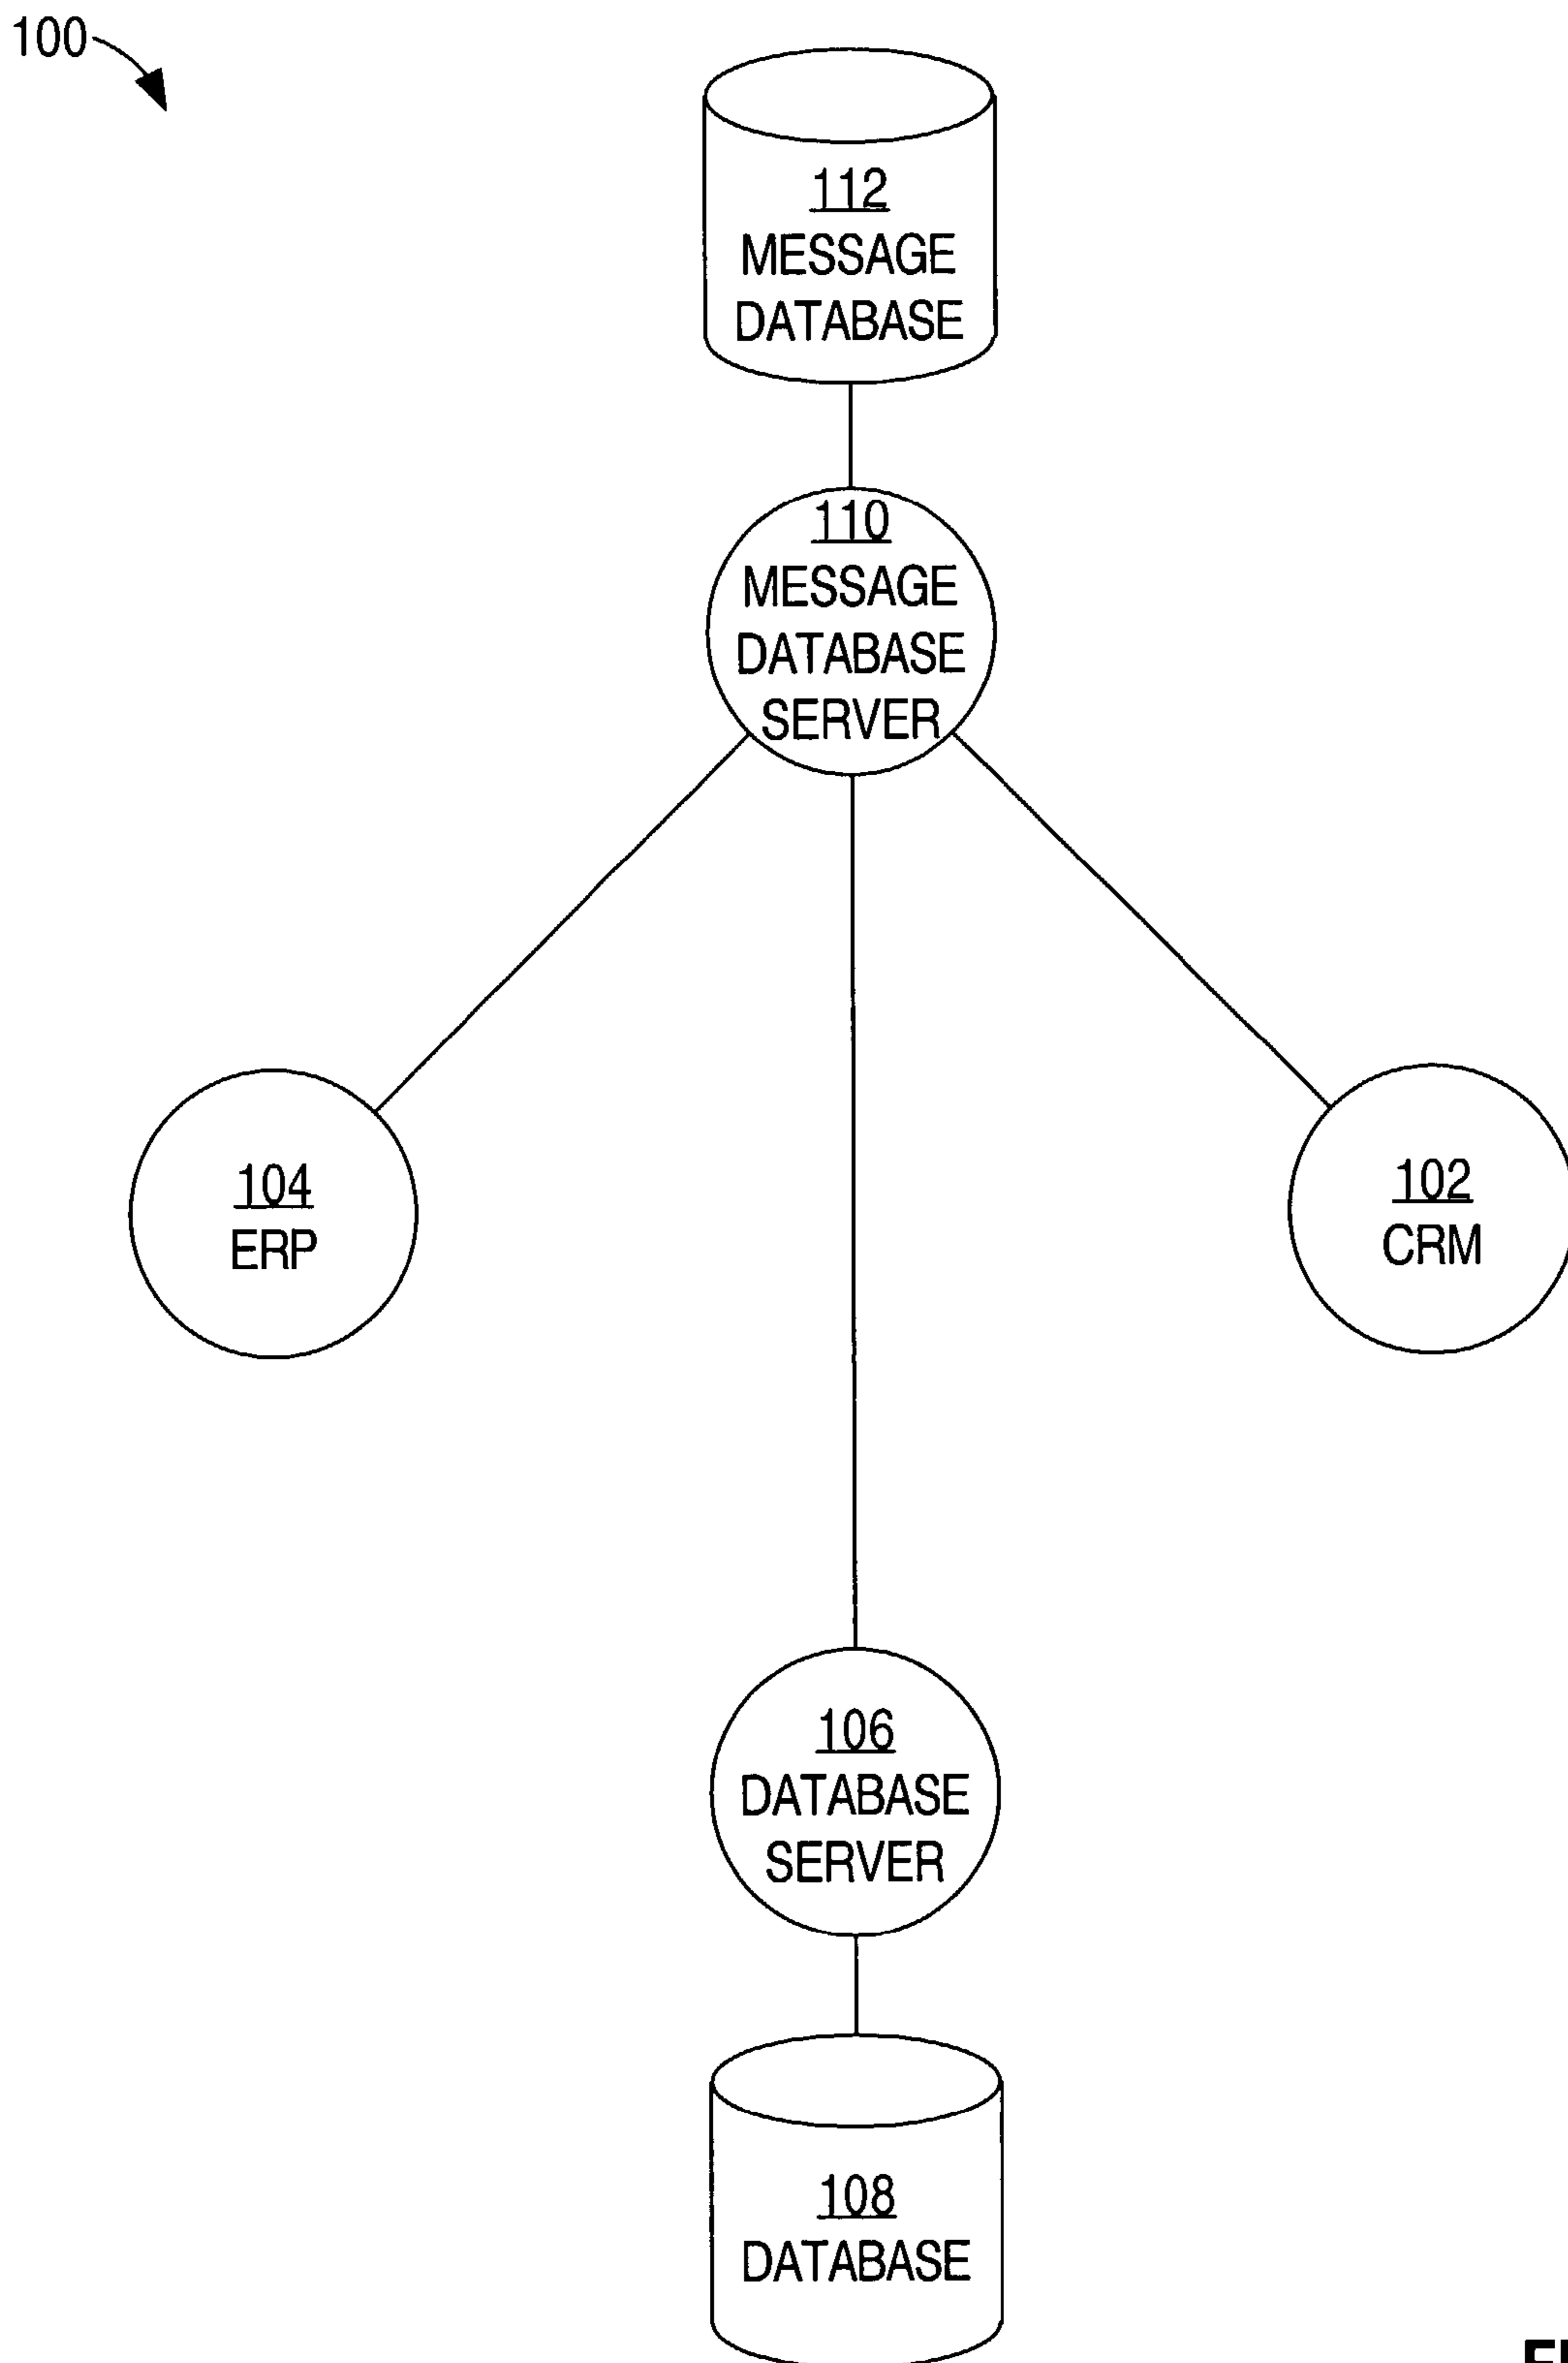 100
112
MESSAGE
DATABASE
110
MESSAGE
DATABASE
SERVER
104
ERP
102
CRM
106
DATABASE
SERVER
108
DATABASE